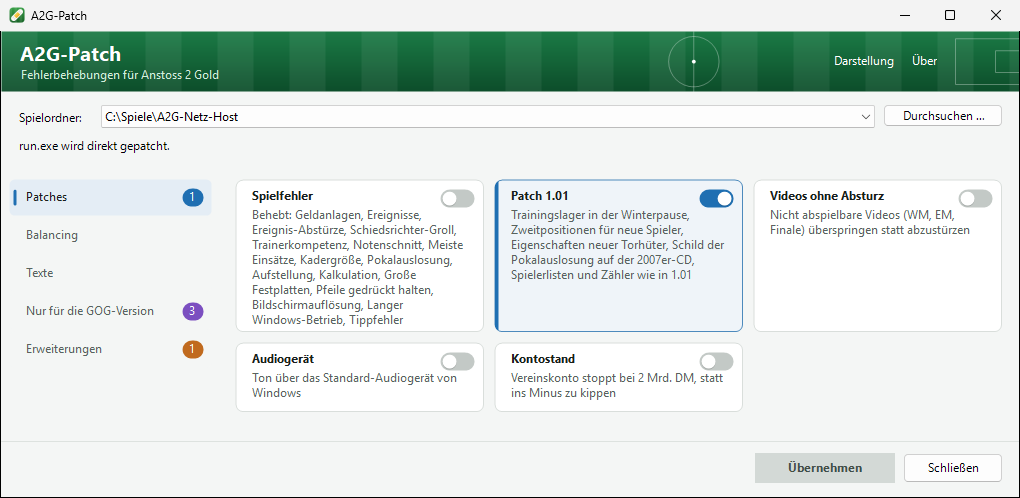 A2G-Patch
A2G-Patch
Fehlerbehebungen für Anstoss 2 Gold
Darstellung
Über
Spielordner:
C:\Spiele\A2G-Netz-Host
Durchsuchen ...
run.exe wird direkt gepatcht.
Patches
1
Balancing
Texte
Nur für die GOG-Version
3
Erweiterungen
1
Spielfehler
Behebt: Geldanlagen, Ereignisse,
Ereignis-Abstürze, Schiedsrichter-Groll,
Trainerkompetenz, Notenschnitt, Meiste
Einsätze, Kadergröße, Pokalauslosung,
Aufstellung, Kalkulation, Große
Festplatten, Pfeile gedrückt halten,
Bildschirmauflösung, Langer
Windows-Betrieb, Tippfehler
Patch 1.01
Trainingslager in der Winterpause,
Zweitpositionen für neue Spieler,
Eigenschaften neuer Torhüter, Schild der
Pokalauslosung auf der 2007er-CD,
Spielerlisten und Zähler wie in 1.01
Videos ohne Absturz
Nicht abspielbare Videos (WM, EM,
Finale) überspringen statt abzustürzen
Audiogerät
Ton über das Standard-Audiogerät von
Windows
Kontostand
Vereinskonto stoppt bei 2 Mrd. DM, statt
ins Minus zu kippen
Übernehmen
Schließen